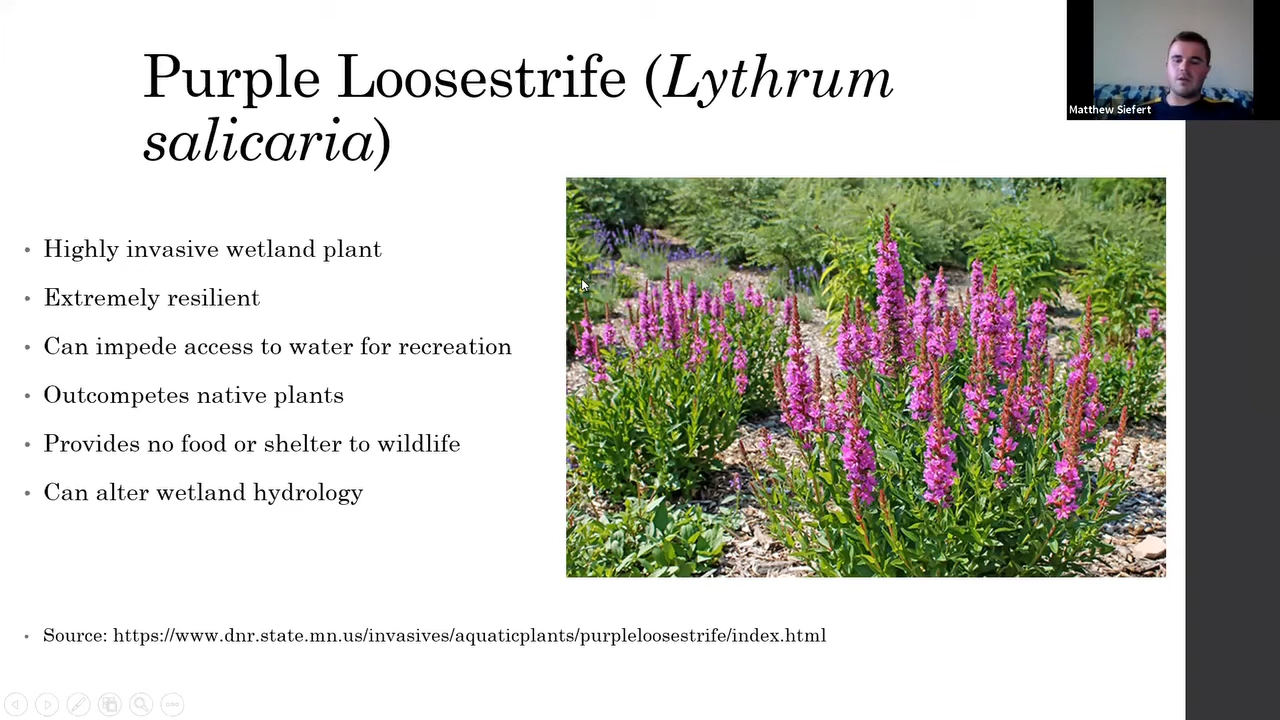 Purple Loosestrife (Lythrum
salicaria)
Matthew Siefert
• Highly invasive wetland plant
• Extremely resilient
• Can impede access to water for recreation
• Outcompetes native plants
• Provides no food or shelter to wildlife
• Can alter wetland hydrology
• Source: https://www.dnr.state.mn.us/invasives/aquaticplants/purpleloosestrife/index.html